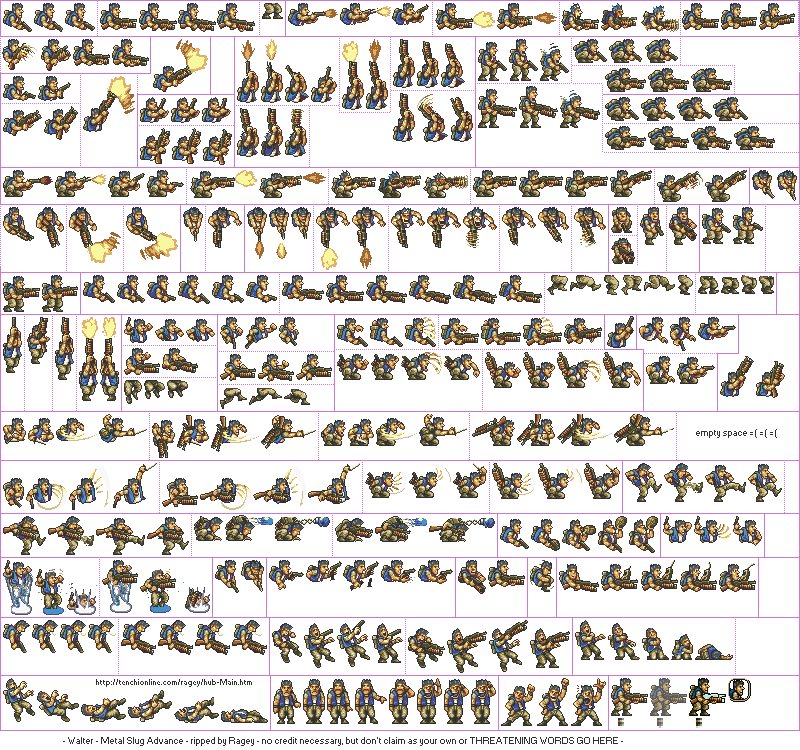 empty space =( =( =(
http://tenchionline.com/ragey/hub-Main.htm
- Walter - Metal Slug Advance - ripped by Ragey - no credit necessary, but don't claim as your own or THREATENING WORDS GO HERE -